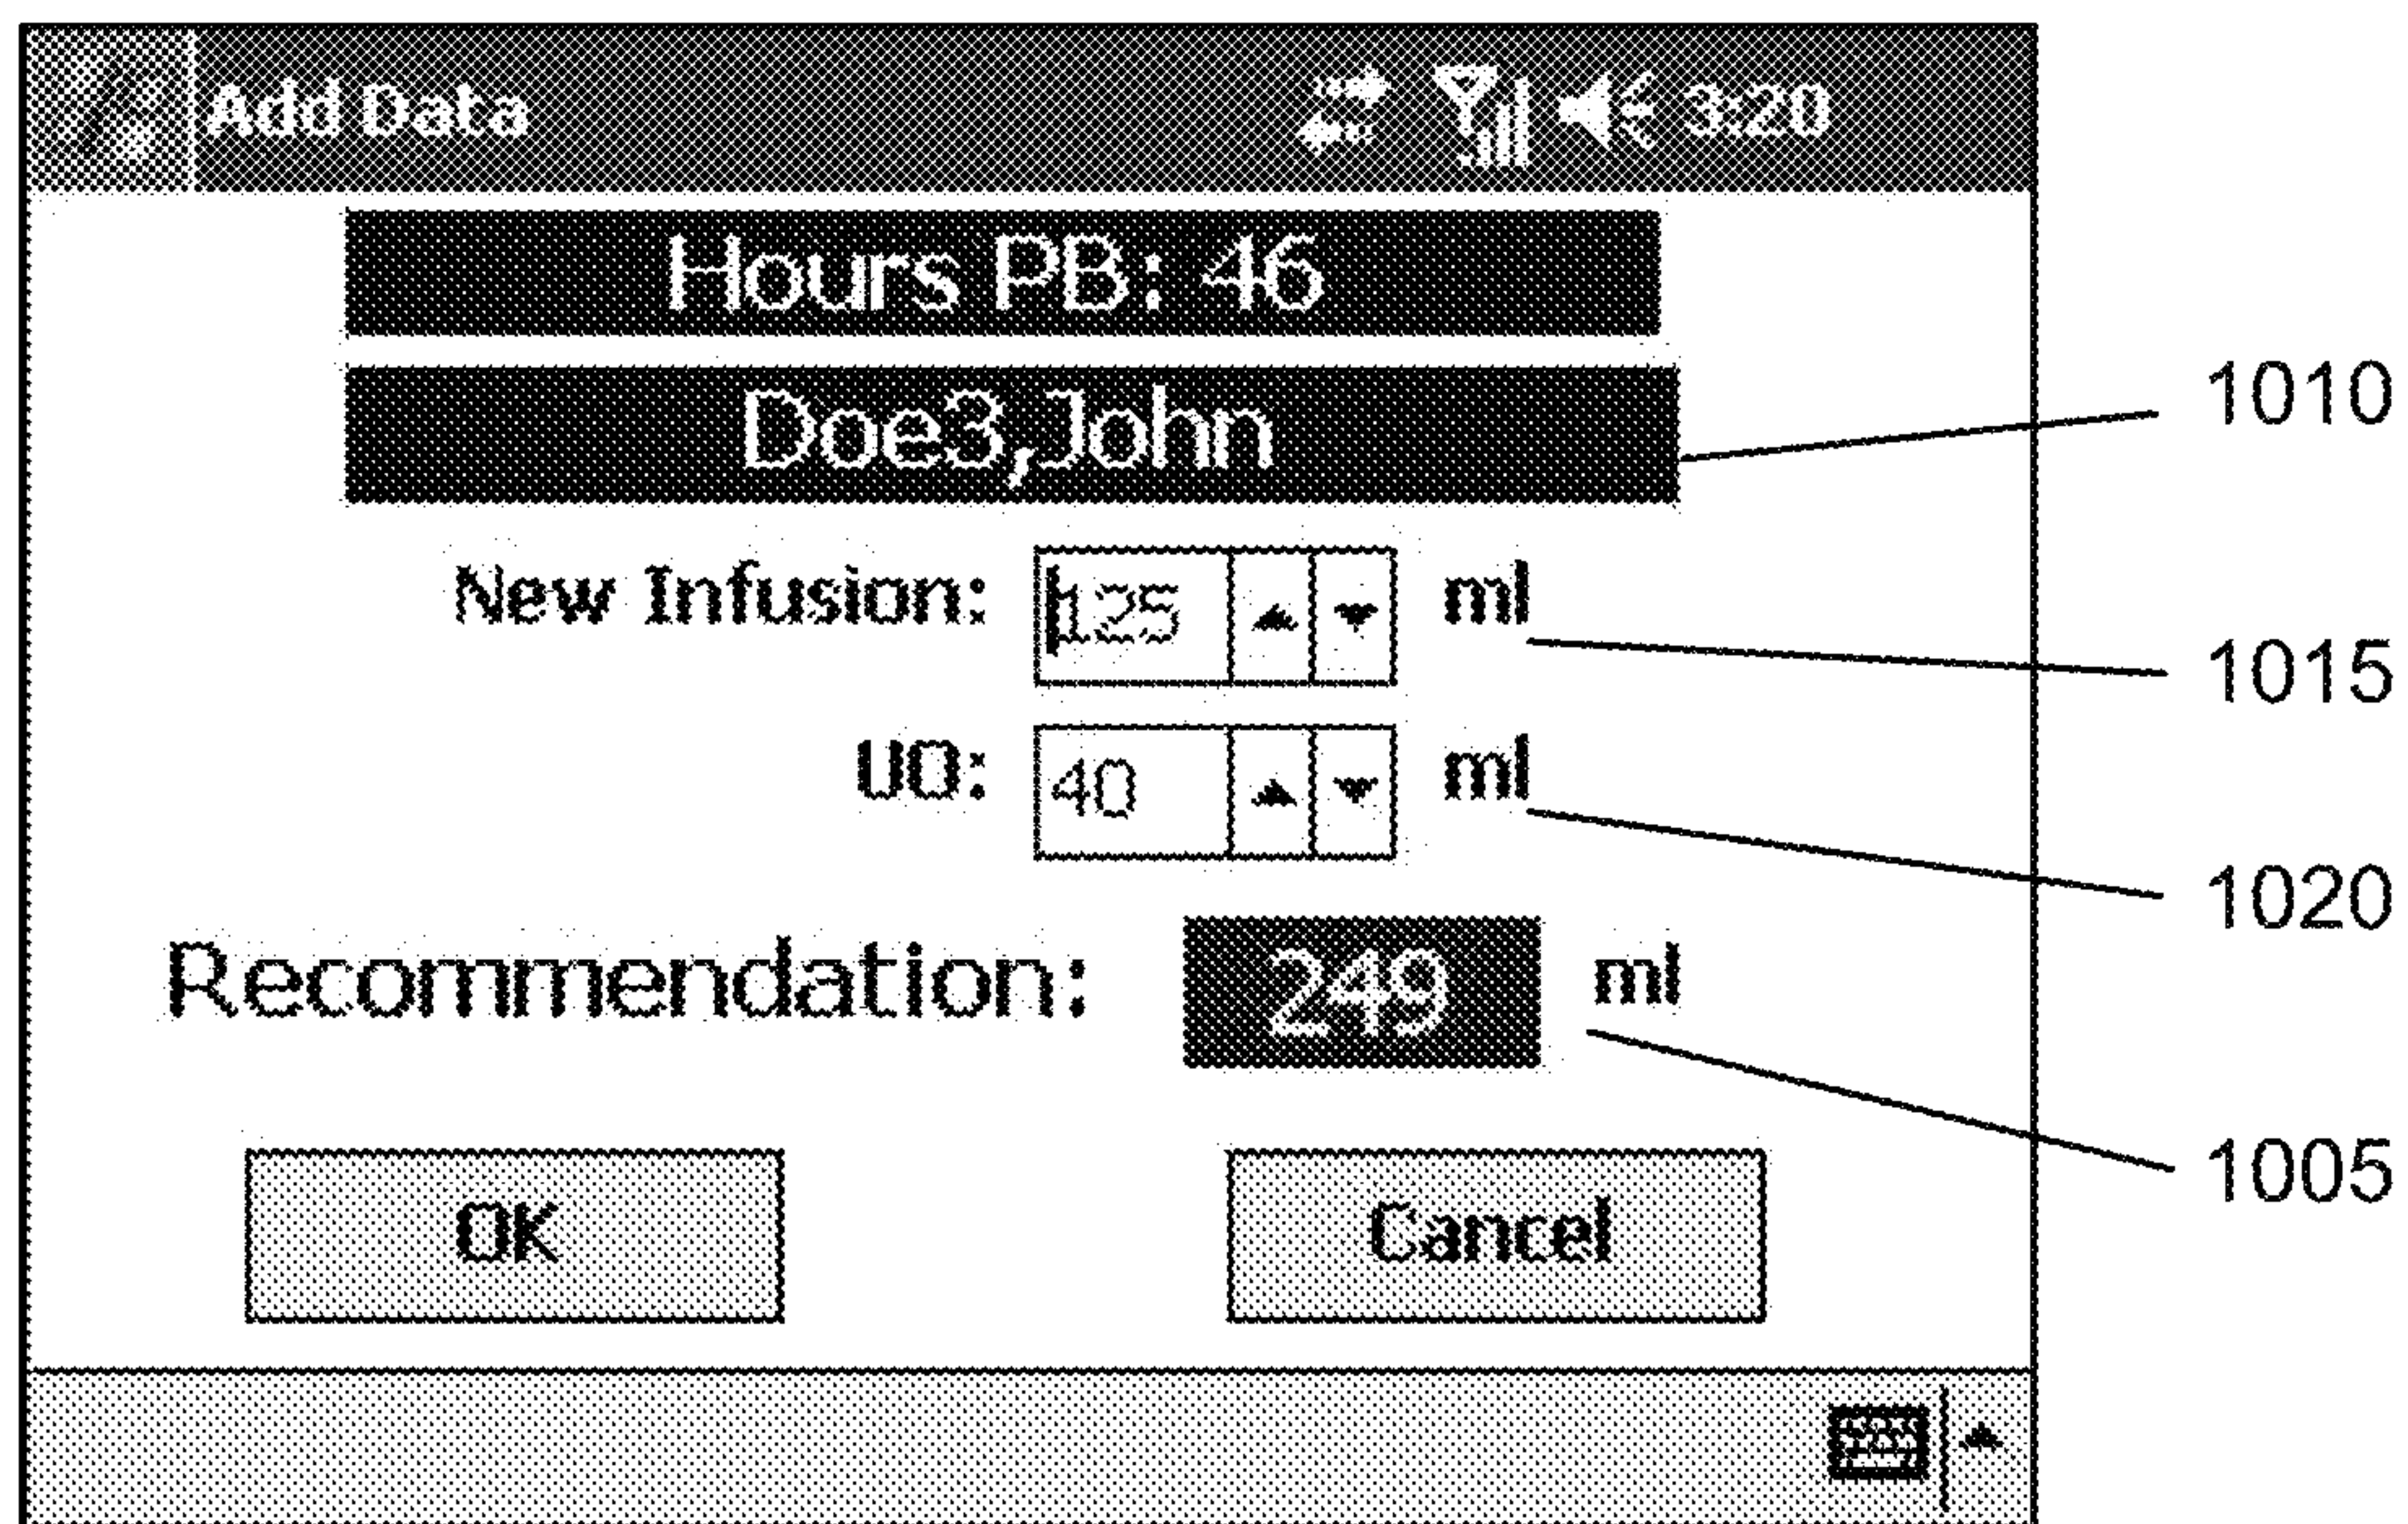 Add Data 3:20
Hours PB: 46
Doe3,John
1010
New Infusion: 125 ml
1015
UO: 40 ml
1020
Recommendation: 249 ml
1005
OK Cancel